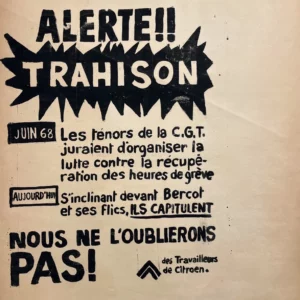 ALERTE!!
TRAHISON
JUIN 68
Les ténors de la C.G.T.
juraient d'organiser la
lutte contre la récupé-
ration des heures de grève
AUJOURD'HUI
S'inclinant devant Bercot
et ses flics, ILS CAPITULENT
NOUS NE L'OUBLIERONS
PAS!
des Travailleurs
de Citroën.